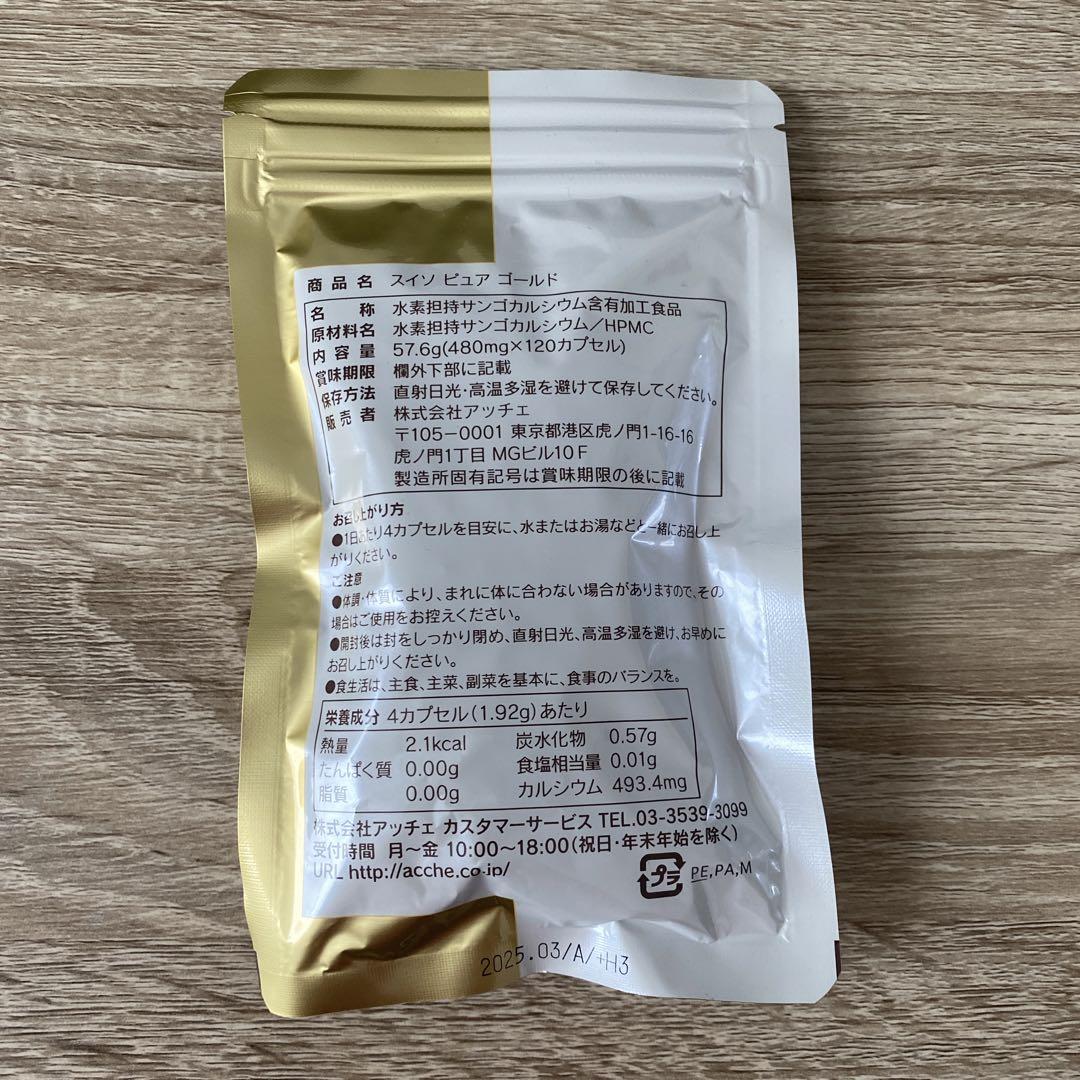 商品名 スイソ ピュア ゴールド
名称 水素担持サンゴカルシウム含有加工食品
原材料名 水素担持サンゴカルシウム／HPMC
内容量 57.6g(480mg×120カプセル)
賞味期限 欄外下部に記載
保存方法 直射日光・高温多湿を避けて保存してください。
販売者 株式会社アッチェ
〒105－0001 東京都港区虎ノ門1-16-16
虎ノ門1丁目 MGビル10F
製造所固有記号は賞味期限の後に記載
お召し上がり方
●1日あたり4カプセルを目安に、水またはお湯などと一緒にお召し上
がりください。
ご注意
●体調・体質により、まれに体に合わない場合がありますので、その
場合はご使用をお控えください。
●開封後は封をしっかり閉め、直射日光、高温多湿を避け、お早めに
お召し上がりください。
●食生活は、主食、主菜、副菜を基本に、食事のバランスを。
栄養成分 4カプセル（1.92g）あたり
熱量 2.1kcal 炭水化物 0.57g
たんぱく質 0.00g 食塩相当量 0.01g
脂質 0.00g カルシウム 493.4mg
株式会社アッチェ カスタマーサービス TEL.03-3539-3099
受付時間 月～金 10:00～18:00（祝日・年末年始を除く）
URL http://acche.co.jp/
プラ PE,PA,M
2025.03/A/+H3